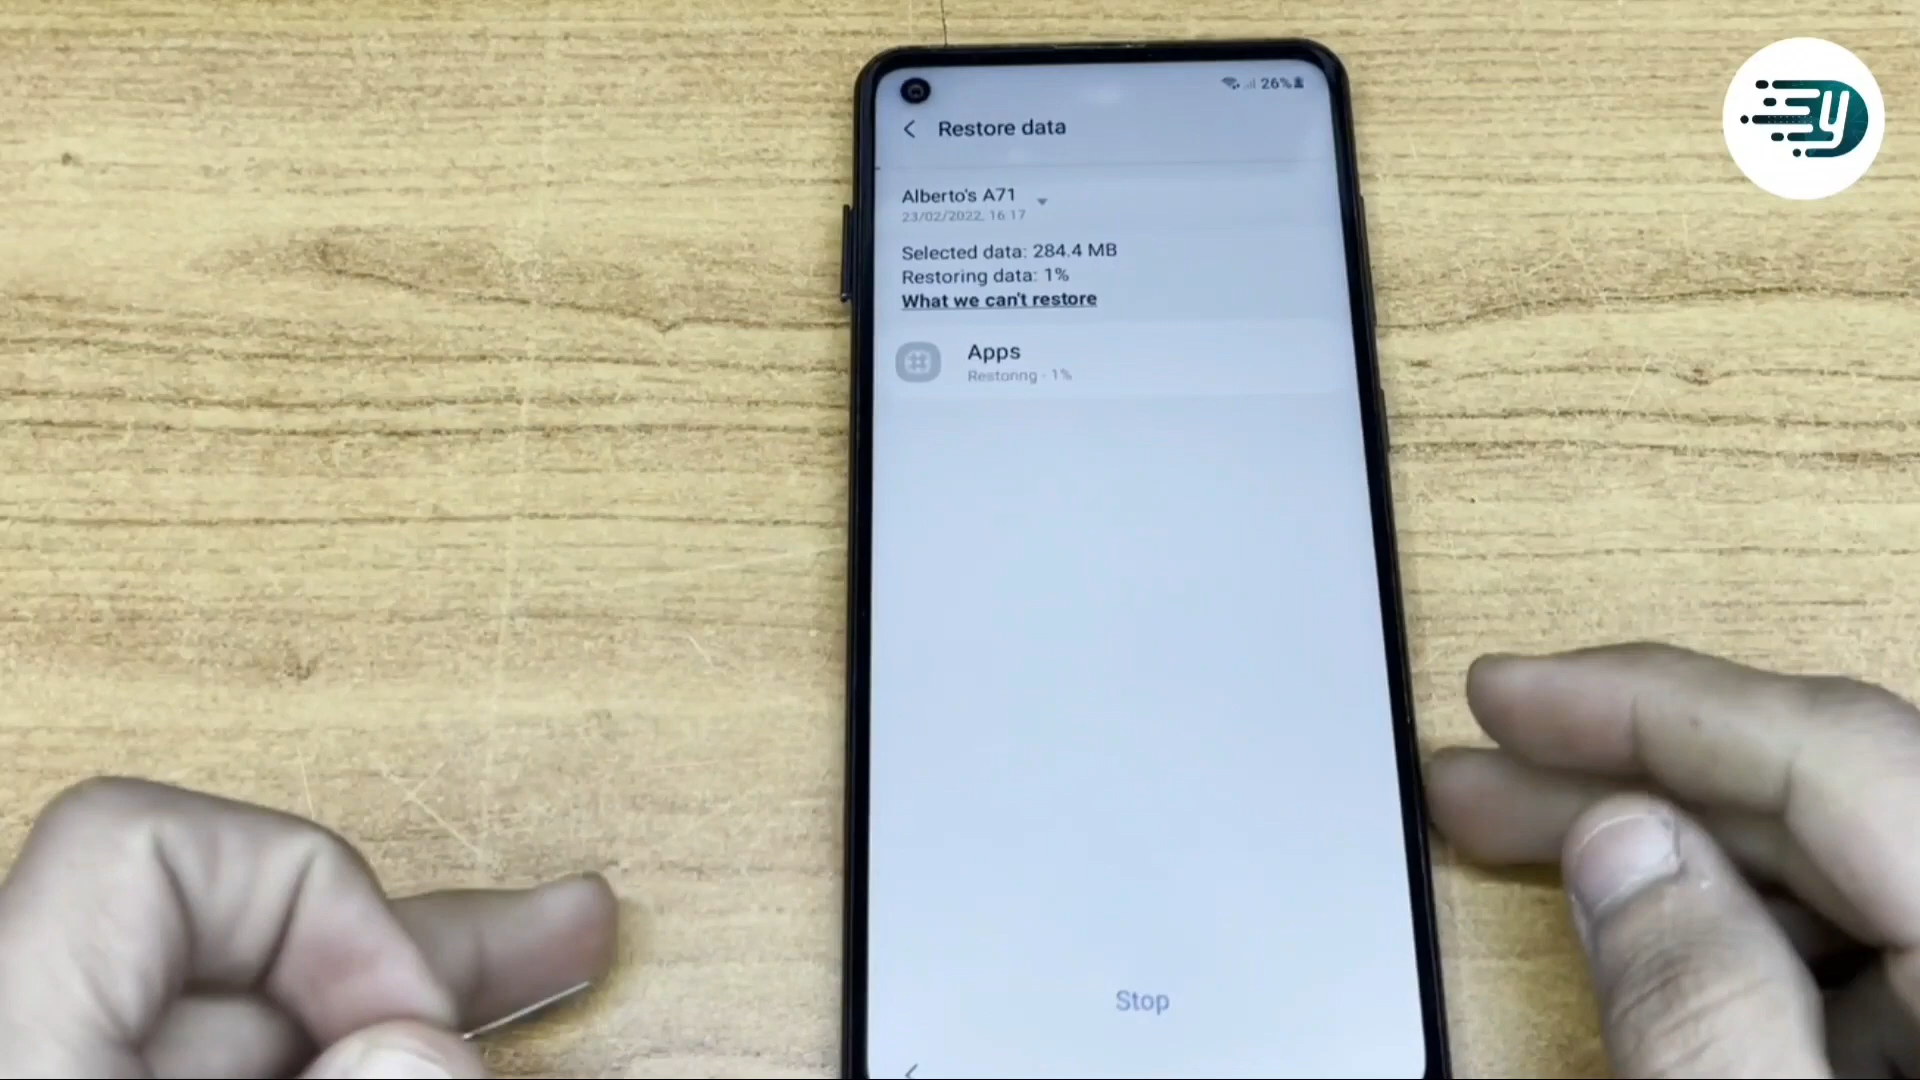 26%
Restore data
Alberto's A71
23/02/2022, 16:17
Selected data: 284.4 MB
Restoring data: 1%
What we can't restore
Apps
Restoring - 1%
Stop
y